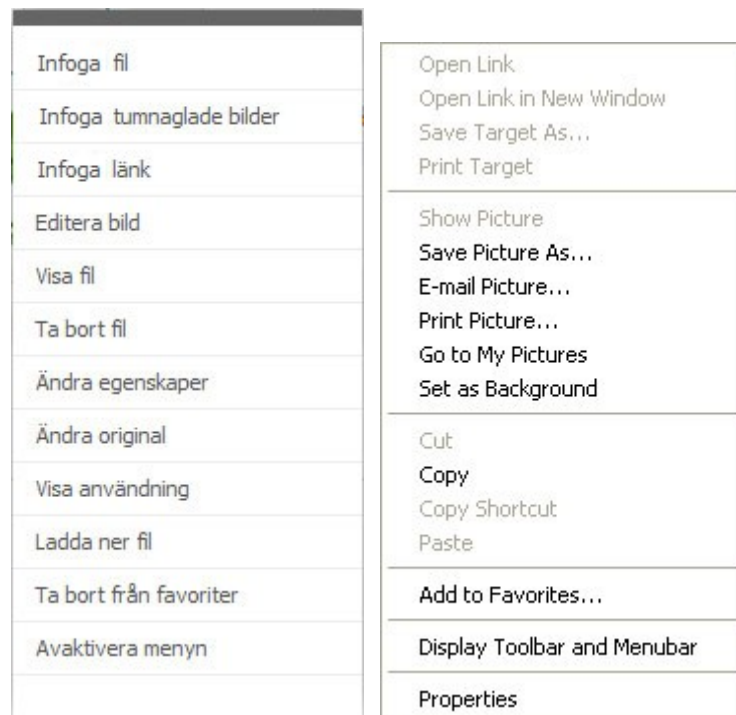 Infoga fil
Infoga tumnaglade bilder
Infoga länk
Editera bild
Visa fil
Ta bort fil
Ändra egenskaper
Ändra original
Visa användning
Ladda ner fil
Ta bort från favoriter
Avaktivera menyn
Open Link
Open Link in New Window
Save Target As...
Print Target
Show Picture
Save Picture As...
E-mail Picture...
Print Picture...
Go to My Pictures
Set as Background
Cut
Copy
Copy Shortcut
Paste
Add to Favorites...
Display Toolbar and Menubar
Properties